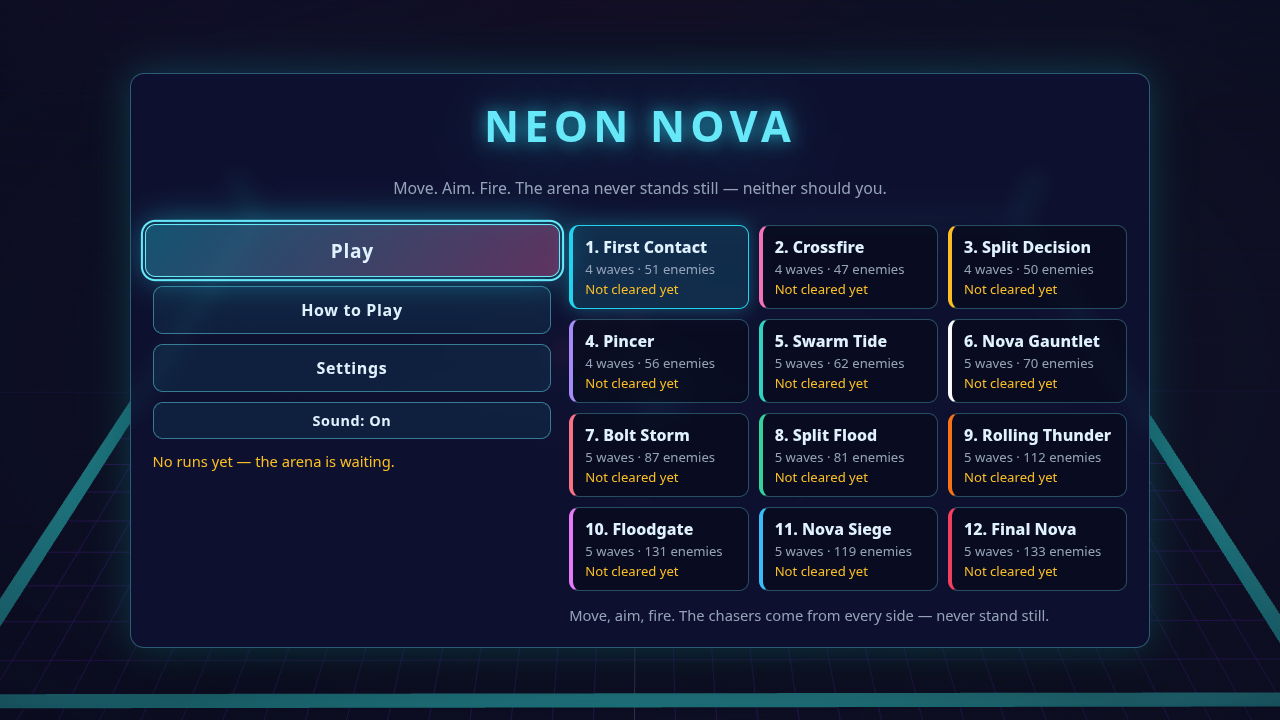 NEON NOVA
Move. Aim. Fire. The arena never stands still — neither should you.
Play
How to Play
Settings
Sound: On
No runs yet — the arena is waiting.
1. First Contact
4 waves · 51 enemies
Not cleared yet
2. Crossfire
4 waves · 47 enemies
Not cleared yet
3. Split Decision
4 waves · 50 enemies
Not cleared yet
4. Pincer
4 waves · 56 enemies
Not cleared yet
5. Swarm Tide
5 waves · 62 enemies
Not cleared yet
6. Nova Gauntlet
5 waves · 70 enemies
Not cleared yet
7. Bolt Storm
5 waves · 87 enemies
Not cleared yet
8. Split Flood
5 waves · 81 enemies
Not cleared yet
9. Rolling Thunder
5 waves · 112 enemies
Not cleared yet
10. Floodgate
5 waves · 131 enemies
Not cleared yet
11. Nova Siege
5 waves · 119 enemies
Not cleared yet
12. Final Nova
5 waves · 133 enemies
Not cleared yet
Move, aim, fire. The chasers come from every side — never stand still.